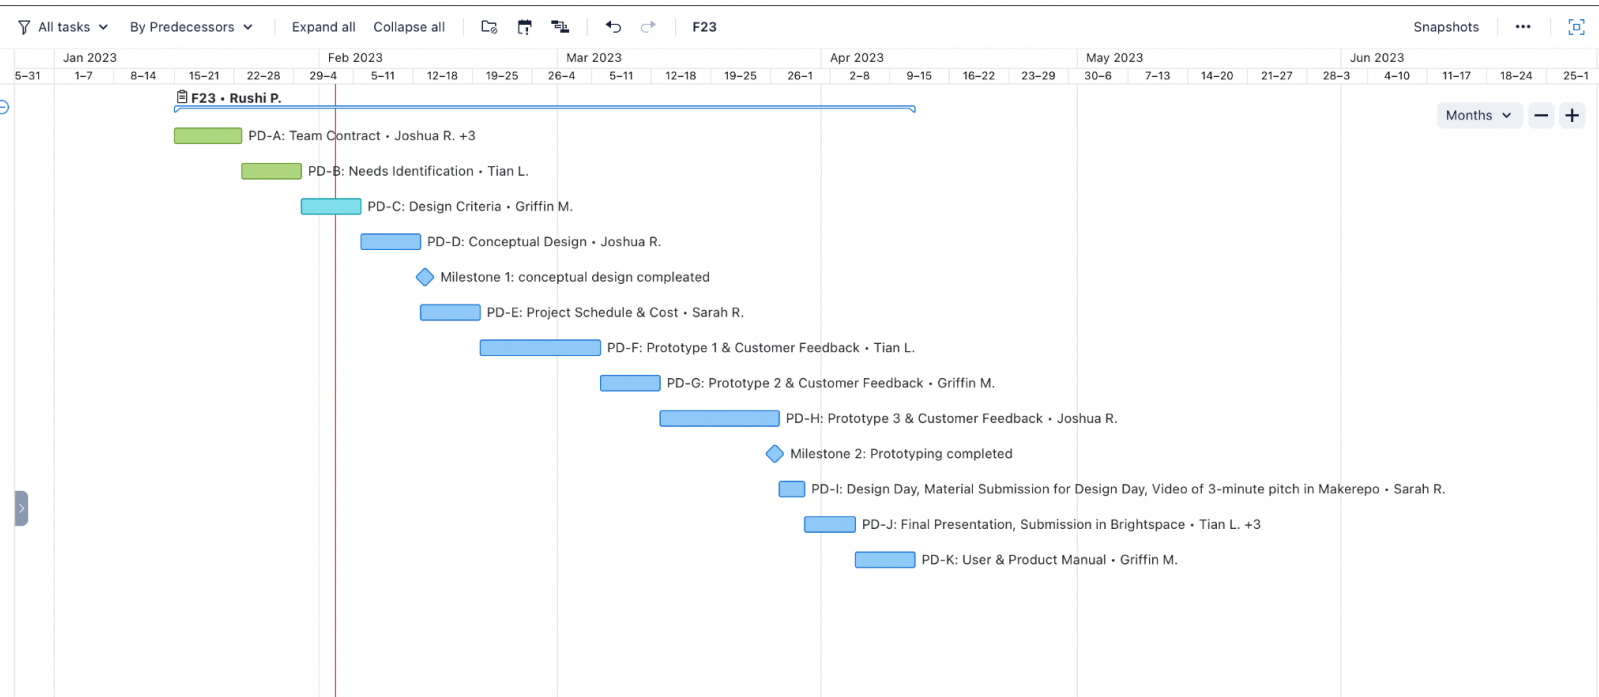 All tasks By Predecessors Expand all Collapse all F23 Snapshots
Jan 2023 Feb 2023 Mar 2023 Apr 2023 May 2023 Jun 2023
5–31 1–7 8–14 15–21 22–28 29–4 5–11 12–18 19–25 26–4 5–11 12–18 19–25 26–1 2–8 9–15 16–22 23–29 30–6 7–13 14–20 21–27 28–3 4–10 11–17 18–24 25–1
F23 • Rushi P.
Months
PD-A: Team Contract • Joshua R. +3
PD-B: Needs Identification • Tian L.
PD-C: Design Criteria • Griffin M.
PD-D: Conceptual Design • Joshua R.
Milestone 1: conceptual design compleated
PD-E: Project Schedule & Cost • Sarah R.
PD-F: Prototype 1 & Customer Feedback • Tian L.
PD-G: Prototype 2 & Customer Feedback • Griffin M.
PD-H: Prototype 3 & Customer Feedback • Joshua R.
Milestone 2: Prototyping completed
PD-I: Design Day, Material Submission for Design Day, Video of 3-minute pitch in Makerepo • Sarah R.
PD-J: Final Presentation, Submission in Brightspace • Tian L. +3
PD-K: User & Product Manual • Griffin M.